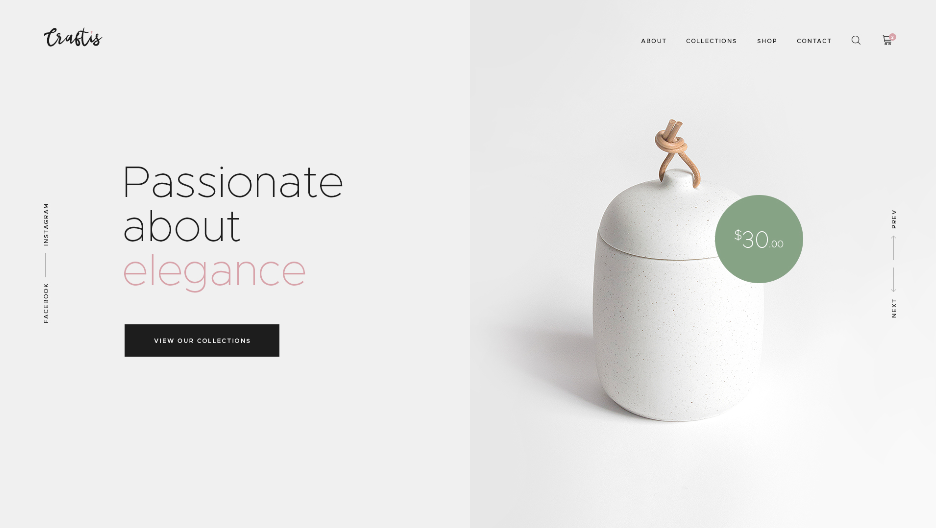 Craftis
ABOUT
COLLECTIONS
SHOP
CONTACT
Passionate
about
elegance
VIEW OUR COLLECTIONS
INSTAGRAM
FACEBOOK
$30.00
PREV
NEXT